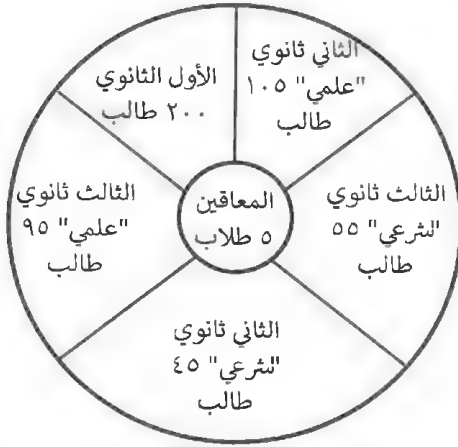 الثاني ثانوي
"علمي" ١٠٥
طالب
الأول الثانوي
٢٠٠ طالب
الثالث ثانوي
"شرعي" ٥٥
طالب
المعاقين
٥ طلاب
الثالث ثانوي
"علمي" ٩٥
طالب
الثاني ثانوي
"شرعي" ٤٥
طالب